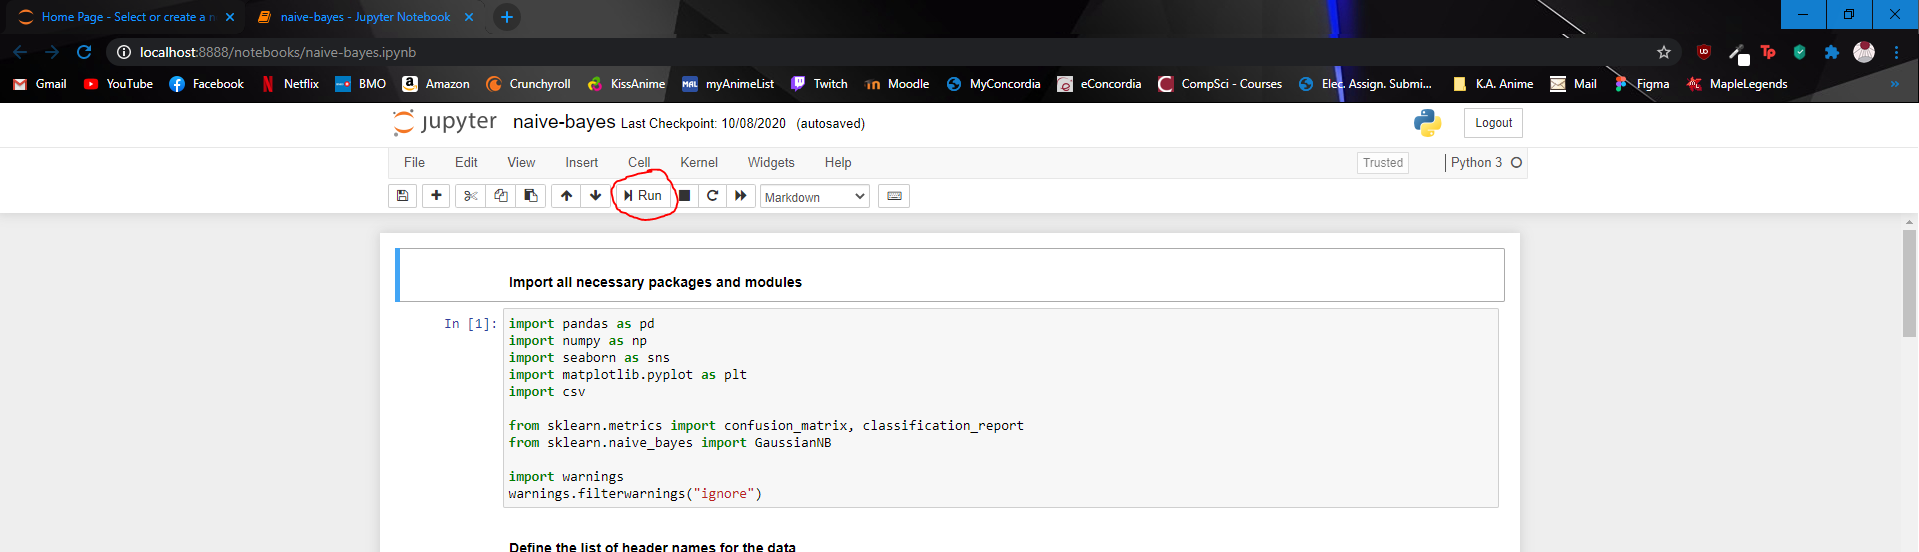 Home Page - Select or create a n
naive-bayes - Jupyter Notebook
localhost:8888/notebooks/naive-bayes.ipynb
Gmail YouTube Facebook Netflix BMO Amazon Crunchyroll KissAnime myAnimeList Twitch Moodle MyConcordia eConcordia CompSci - Courses Elec. Assign. Submi... K.A. Anime Mail Figma MapleLegends »
jupyter naive-bayes Last Checkpoint: 10/08/2020 (autosaved) Logout
File Edit View Insert Cell Kernel Widgets Help Trusted Python 3
Run Markdown
Import all necessary packages and modules
In [1]: import pandas as pd
import numpy as np
import seaborn as sns
import matplotlib.pyplot as plt
import csv
from sklearn.metrics import confusion_matrix, classification_report
from sklearn.naive_bayes import GaussianNB
import warnings
warnings.filterwarnings("ignore")
Define the list of header names for the data